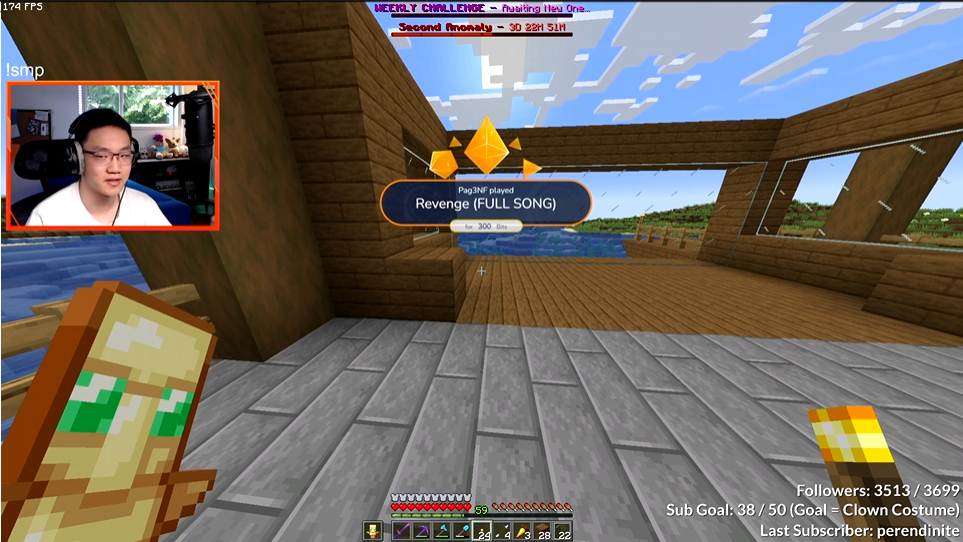 174 FPS
WEEKLY CHALLENGE - Awaiting New One...
Second Anomaly - 3D 22M 51M
!smp
Pag3NF played
Revenge (FULL SONG)
for 300 Bits
59
24 4 3 28 22
Followers: 3513 / 3699
Sub Goal: 38 / 50 (Goal = Clown Costume)
Last Subscriber: perendinite